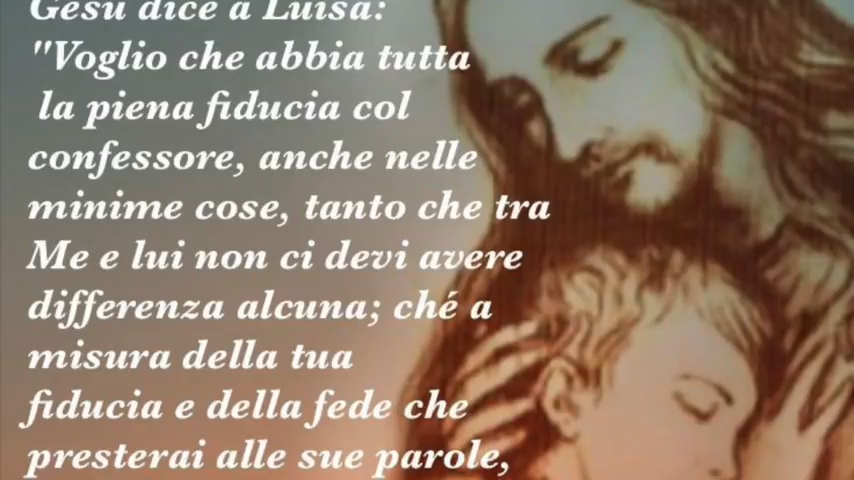 Gesù dice a Luisa:
"Voglio che abbia tutta
la piena fiducia col
confessore, anche nelle
minime cose, tanto che tra
Me e lui non ci devi avere
differenza alcuna; ché a
misura della tua
fiducia e della fede che
presterai alle sue parole,